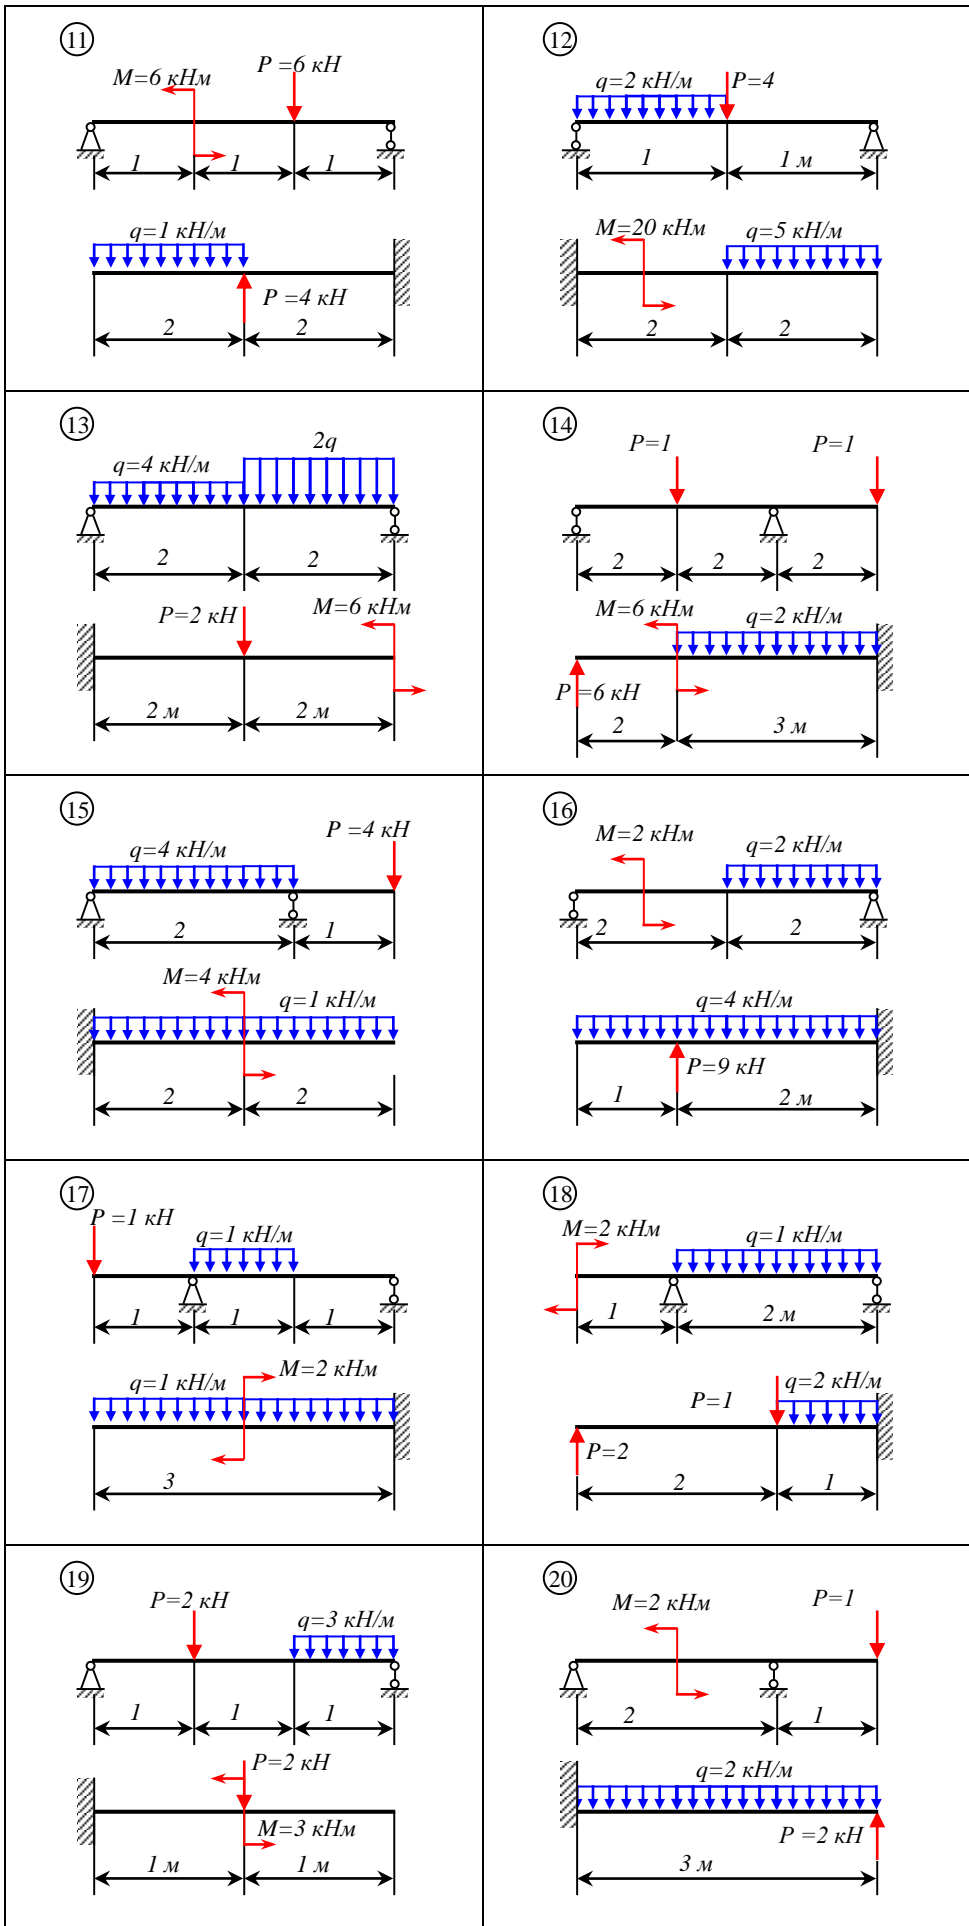 11
M=6 кНм
P=6 кН
1
1
1
q=1 кН/м
P =4 кН
2
2
12
q=2 кН/м
P=4
1
1 м
M=20 кНм
q=5 кН/м
2
2
13
q=4 кН/м
2q
2
2
P=2 кН
M=6 кНм
2 м
2 м
14
P=1
P=1
2
2
2
M=6 кНм
q=2 кН/м
P =6 кН
2
3 м
15
q=4 кН/м
P =4 кН
2
1
M=4 кНм
q=1 кН/м
2
2
16
M=2 кНм
q=2 кН/м
2
2
q=4 кН/м
P=9 кН
1
2 м
17
P =1 кН
q=1 кН/м
1
1
1
q=1 кН/м
M=2 кНм
3
18
M=2 кНм
q=1 кН/м
1
2 м
P=1
q=2 кН/м
P=2
2
1
19
P=2 кН
q=3 кН/м
1
1
1
P=2 кН
M=3 кНм
1 м
1 м
20
M=2 кНм
P=1
2
1
q=2 кН/м
P =2 кН
3 м